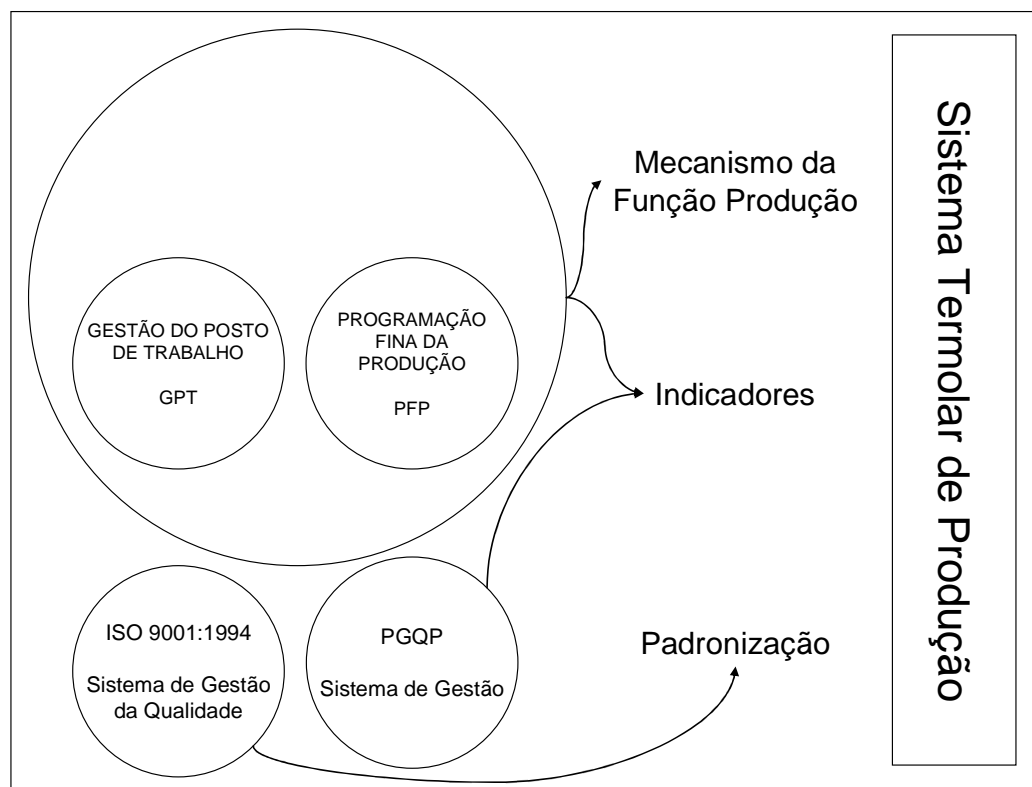 Mecanismo da
Função Produção
GESTÃO DO POSTO
DE TRABALHO
GPT
PROGRAMAÇÃO
FINA DA
PRODUÇÃO
PFP
Indicadores
ISO 9001:1994
Sistema de Gestão
da Qualidade
PGQP
Sistema de Gestão
Padronização
Sistema Termolar de Produção